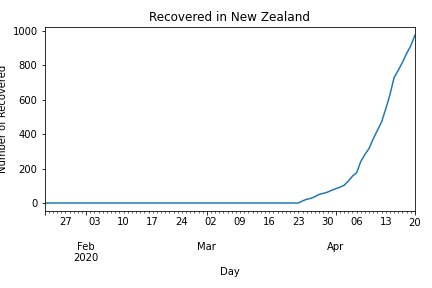 Recovered in New Zealand
1000
800
600
400
200
0
Number of Recovered
27 03 10 17 24 02 09 16 23 30 06 13 20
Feb Mar Apr
2020
Day